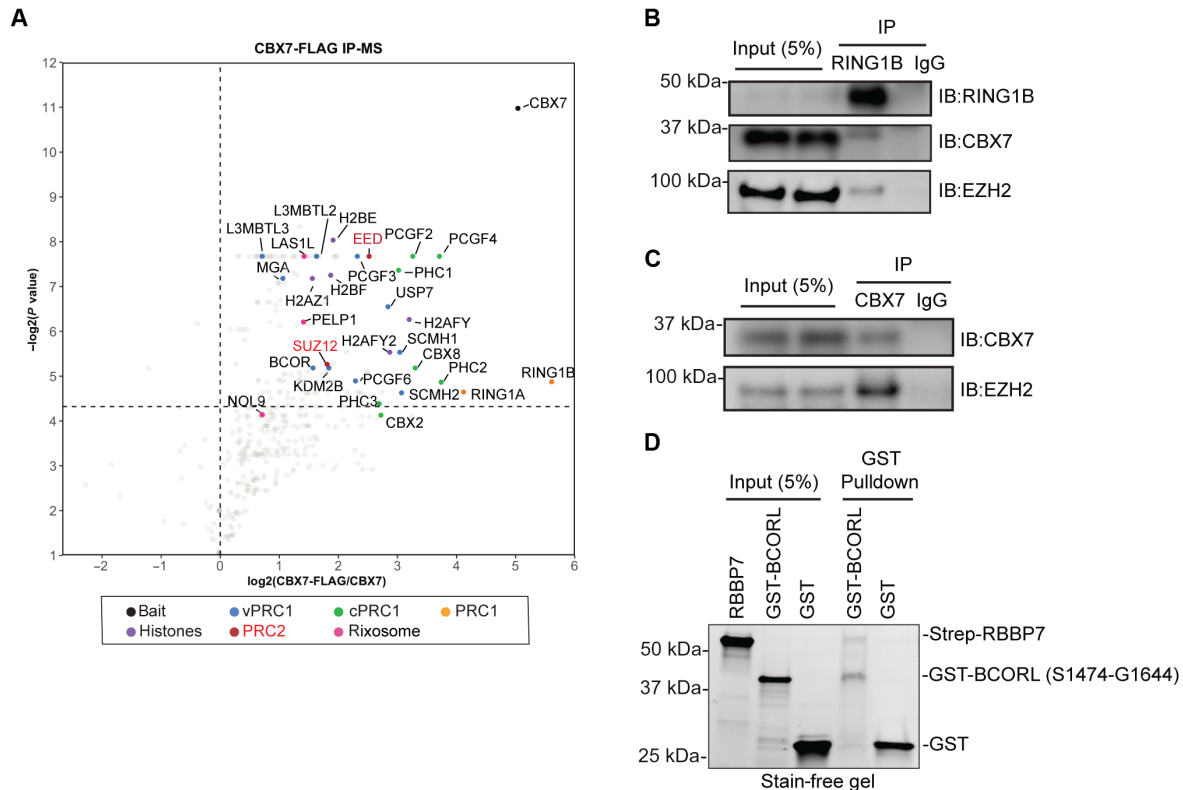 A
CBX7-FLAG IP-MS
12
11
10
9
8
7
6
5
4
3
2
1
−log2(P value)
CBX7
L3MBTL2
H2BE
L3MBTL3
LAS1L
EED
PCGF2
PCGF4
MGA
PCGF3
PHC1
H2AZ1
H2BF
USP7
PELP1
H2AFY
SUZ12
H2AFY2
SCMH1
BCOR
CBX8
KDM2B
PCGF6
PHC2
RING1B
NOL9
PHC3
SCMH2
RING1A
CBX2
−2 −1 0 1 2 3 4 5 6
log2(CBX7-FLAG/CBX7)
Bait vPRC1 cPRC1 PRC1
Histones PRC2 Rixosome
B
IP
Input (5%)
RING1B IgG
50 kDa-
IB:RING1B
37 kDa-
IB:CBX7
100 kDa-
IB:EZH2
C
IP
Input (5%)
CBX7 IgG
37 kDa-
IB:CBX7
100 kDa-
IB:EZH2
D
GST
Pulldown
Input (5%)
RBBP7
GST-BCORL
GST
GST-BCORL
GST
-Strep-RBBP7
50 kDa-
-GST-BCORL (S1474-G1644)
37 kDa-
-GST
25 kDa-
Stain-free gel